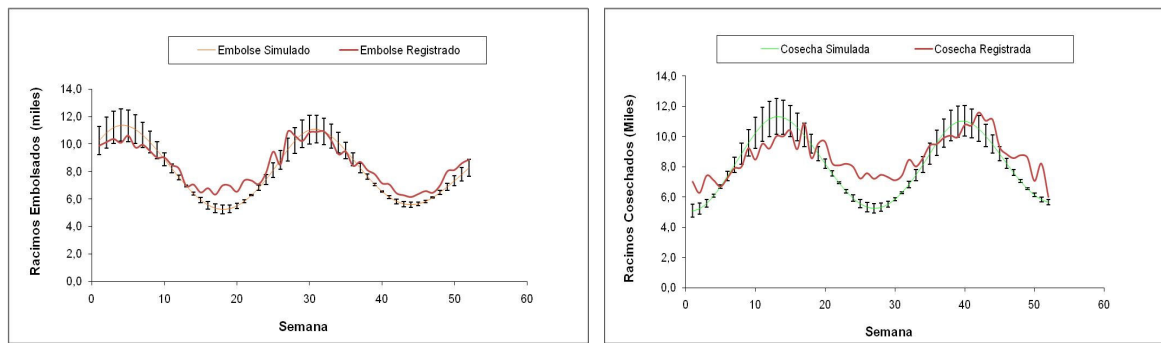 Embolse Simulado
Embolse Registrado
Racimos Embolsados (miles)
14,0
12,0
10,0
8,0
6,0
4,0
2,0
0,0
0 10 20 30 40 50 60
Semana
Cosecha Simulada
Cosecha Registrada
Racimos Cosechados (Miles)
14,0
12,0
10,0
8,0
6,0
4,0
2,0
0,0
0 10 20 30 40 50 60
Semana